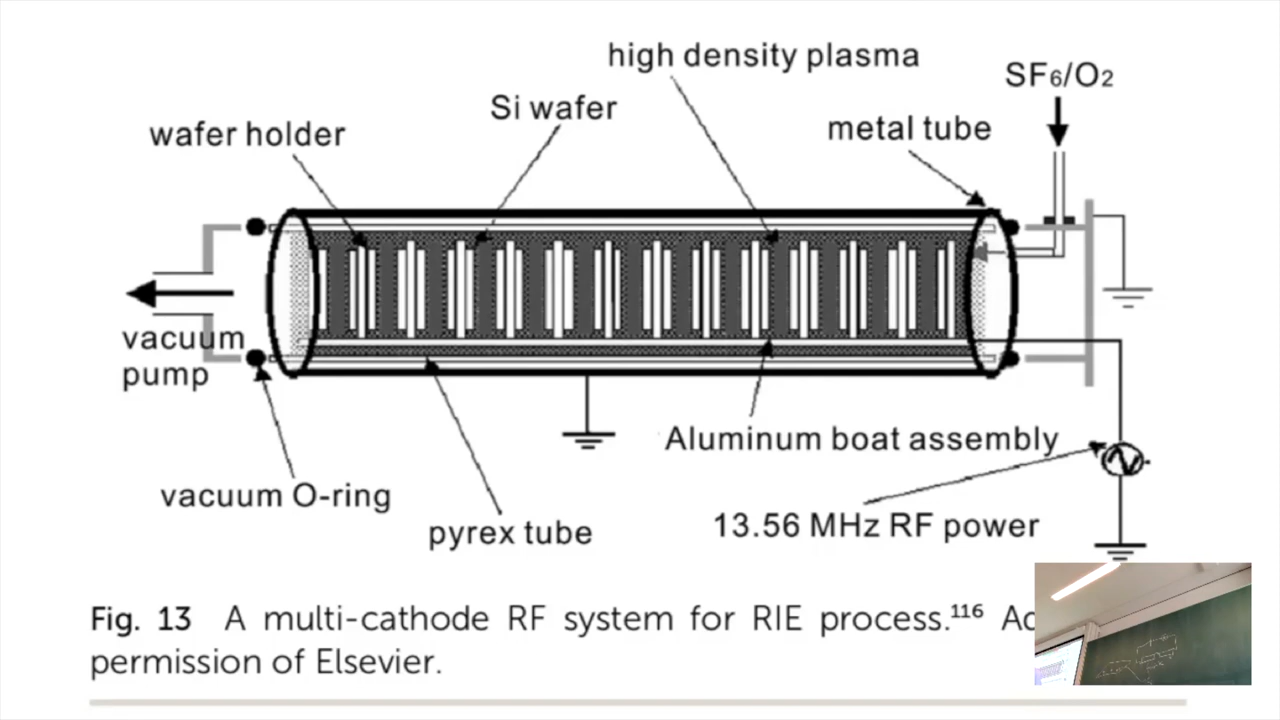 high density plasma
SF6/O2
Si wafer
metal tube
wafer holder
vacuum
pump
Aluminum boat assembly
vacuum O-ring
pyrex tube
13.56 MHz RF power
Fig. 13 A multi-cathode RF system for RIE process.¹¹⁶
permission of Elsevier.